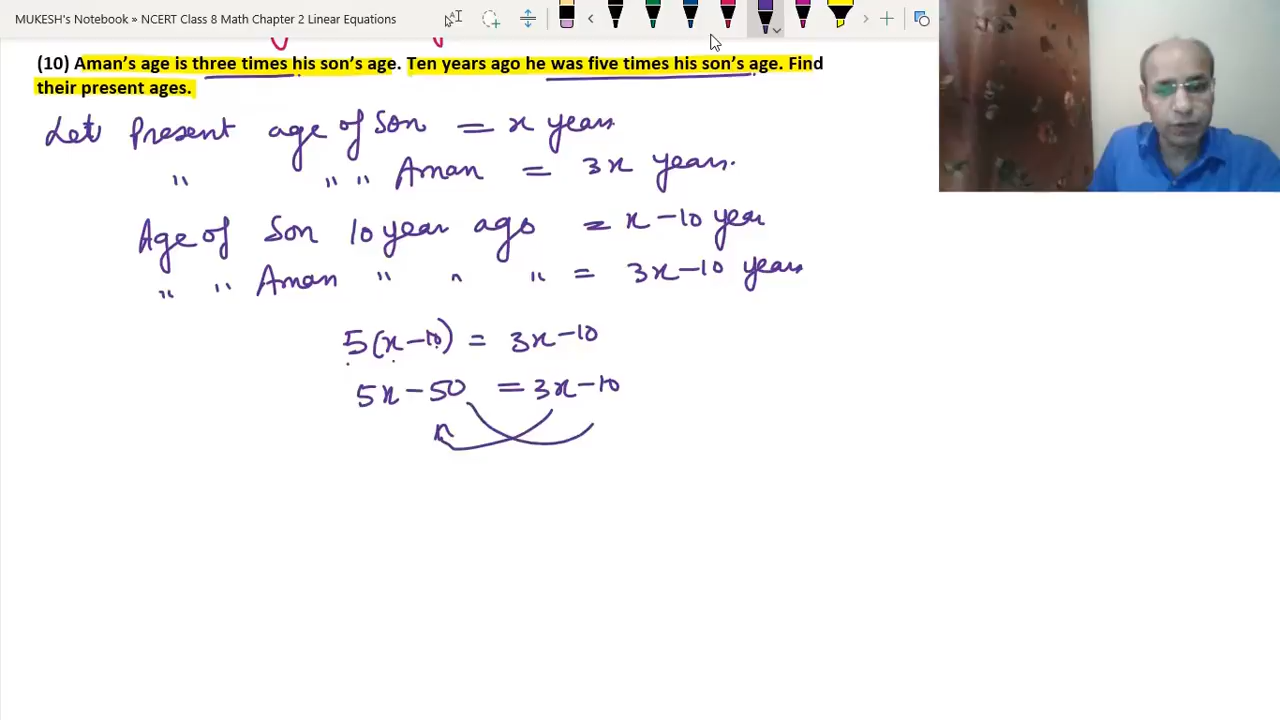 MUKESH's Notebook » NCERT Class 8 Math Chapter 2 Linear Equations
(10) Aman's age is three times his son's age. Ten years ago he was five times his son's age. Find
their present ages.
Let Present age of Son = x years
" " " Aman = 3x years.
Age of Son 10 year ago = x-10 year
" " Aman " " " = 3x-10 years
5(x-10) = 3x-10
5x-50 = 3x-10